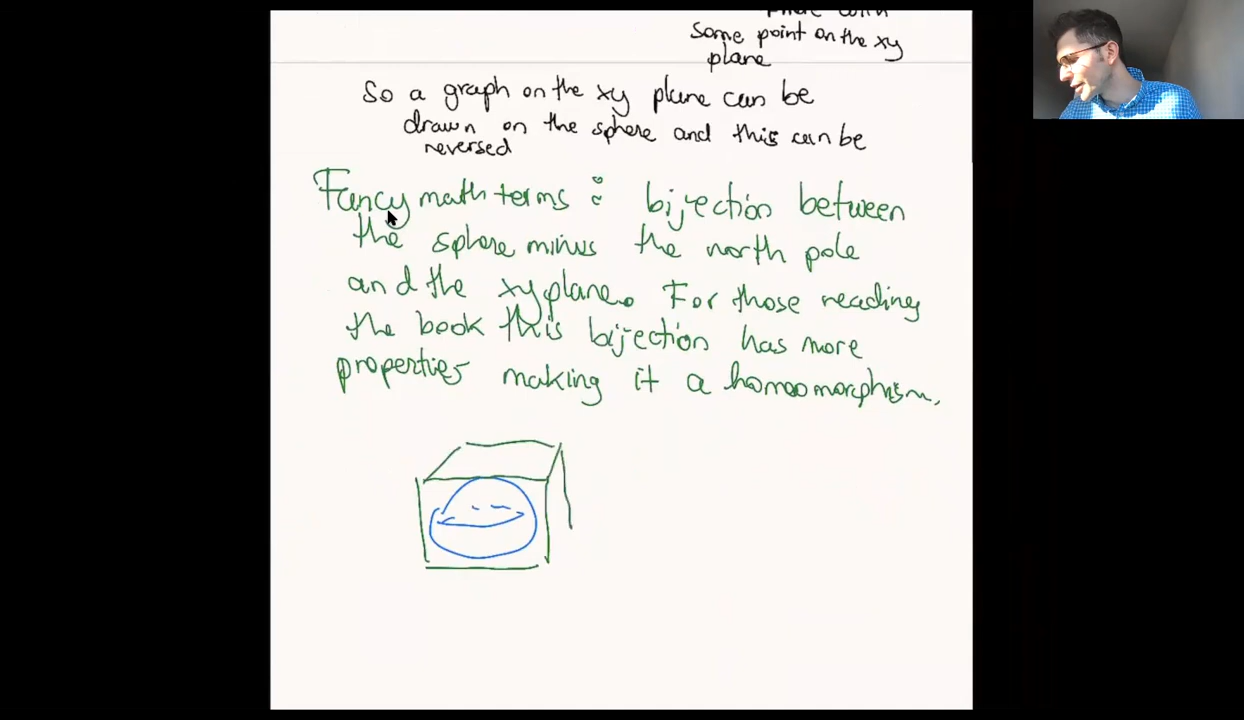 some point on the xy
plane
So a graph on the xy plane can be
drawn on the sphere and this can be
reversed
Fancy math terms : bijection between
the sphere minus the north pole
and the xy plane. For those reading
the book this bijection has more
properties making it a homeomorphism.